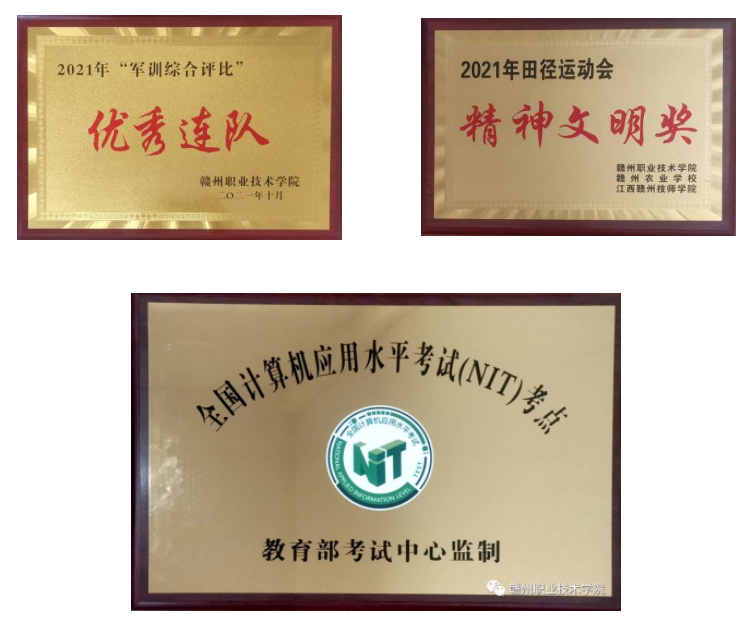 2021年“军训综合评比”
优秀连队
赣州职业技术学院
二〇二一年十月
2021年田径运动会
精神文明奖
赣州职业技术学院
赣州农业学校
江西赣州技师学院
全国计算机应用水平考试(NIT)考点
全国计算机应用水平考试
NIT
NATIONAL APPLIED INFORMATION LEVEL TEST
教育部考试中心监制
赣州职业技术学院